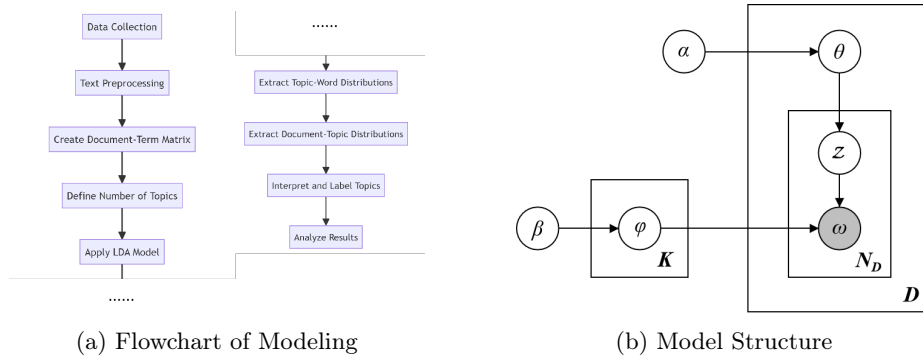 Data Collection
Text Preprocessing
Create Document-Term Matrix
Define Number of Topics
Apply LDA Model
......
......
Extract Topic-Word Distributions
Extract Document-Topic Distributions
Interpret and Label Topics
Analyze Results
(a) Flowchart of Modeling
α
θ
z
β
φ
ω
K
N_D
D
(b) Model Structure